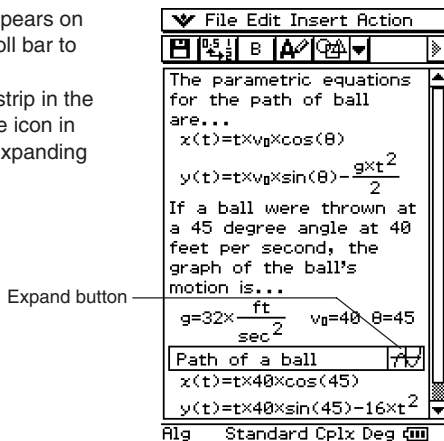 ppears on
oll bar to
strip in the
e icon in
expanding
Expand button
File Edit Insert Action
B
The parametric equations
for the path of ball
are...
x(t)=t×v₀×cos(θ)
y(t)=t×v₀×sin(θ)-g×t²/2
If a ball were thrown at
a 45 degree angle at 40
feet per second, the
graph of the ball's
motion is...
g=32×ft/sec² v₀=40 θ=45
Path of a ball
x(t)=t×40×cos(45)
y(t)=t×40×sin(45)-16×t²
Alg Standard Cplx Deg